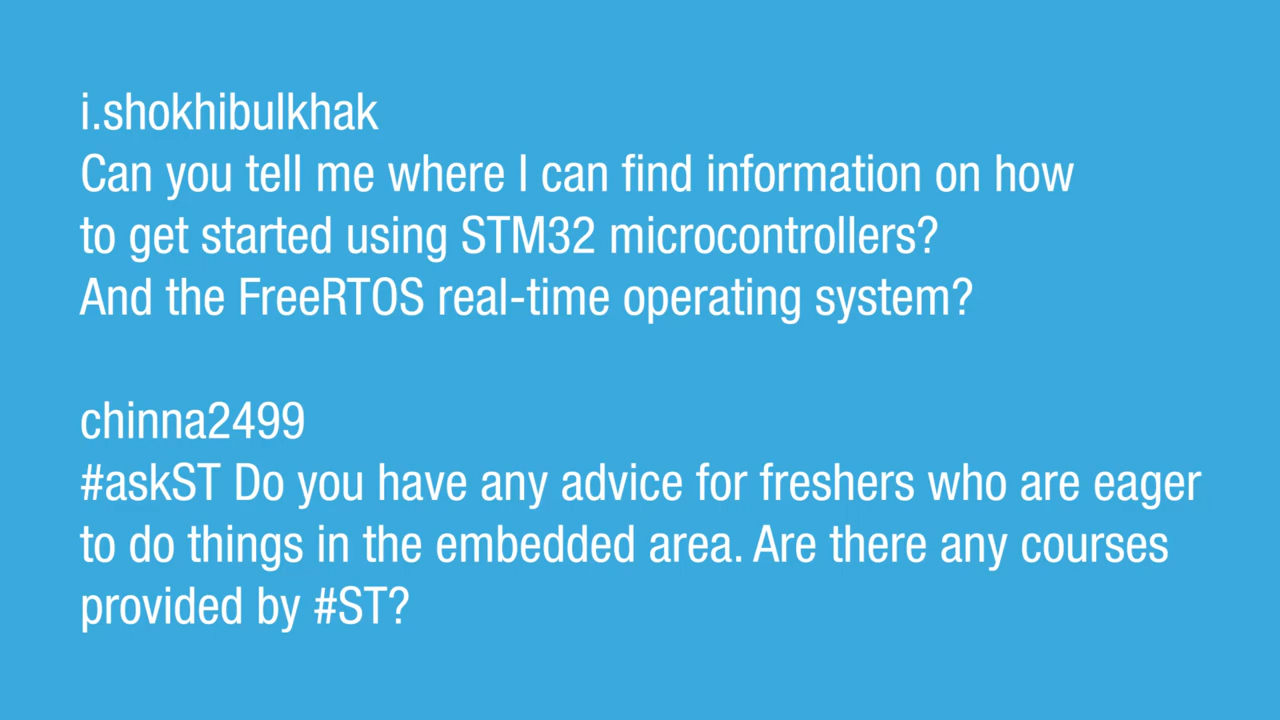 i.shokhibulkhak
Can you tell me where I can find information on how
to get started using STM32 microcontrollers?
And the FreeRTOS real-time operating system?
chinna2499
#askST Do you have any advice for freshers who are eager
to do things in the embedded area. Are there any courses
provided by #ST?